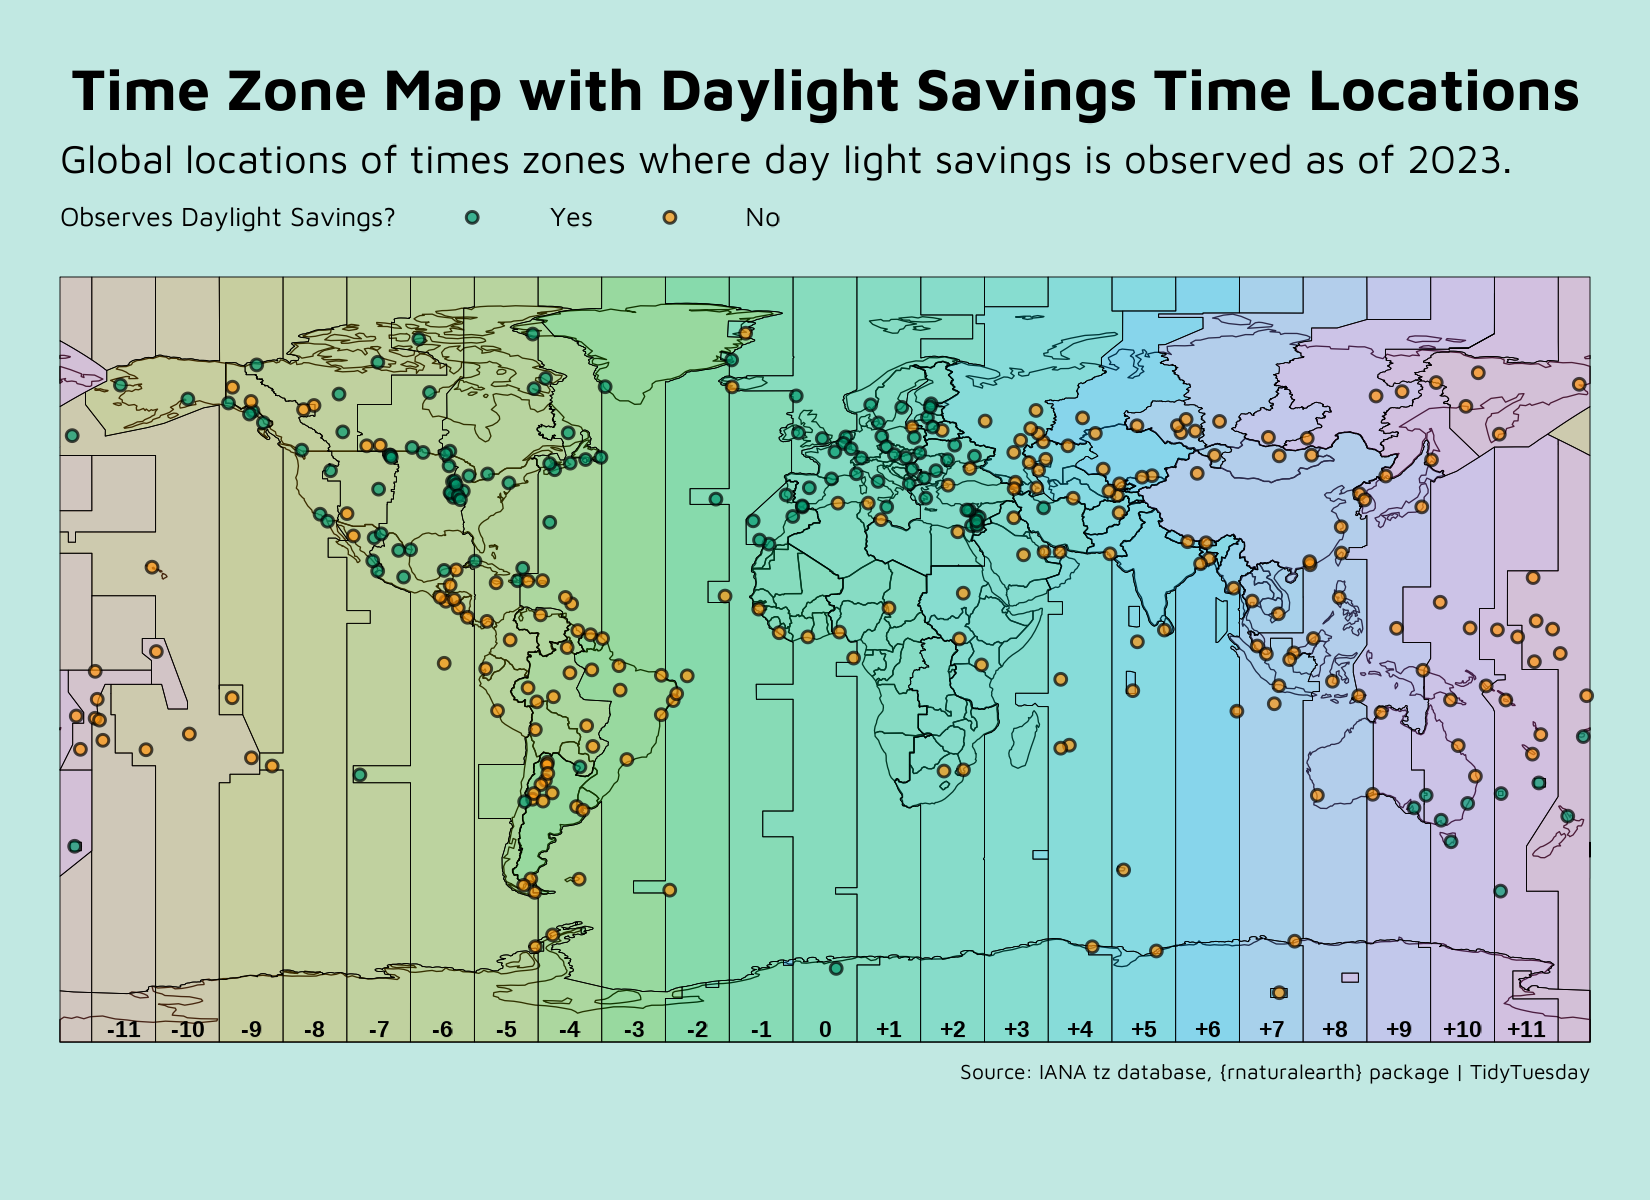 Time Zone Map with Daylight Savings Time Locations
Global locations of times zones where day light savings is observed as of 2023.
Observes Daylight Savings? Yes No
-11 -10 -9 -8 -7 -6 -5 -4 -3 -2 -1 0 +1 +2 +3 +4 +5 +6 +7 +8 +9 +10 +11
Source: IANA tz database, {rnaturalearth} package | TidyTuesday